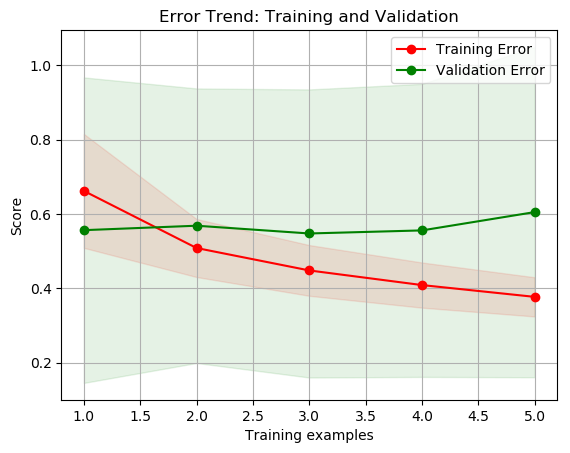 Error Trend: Training and Validation
Training Error
Validation Error
Score
1.0
0.8
0.6
0.4
0.2
1.0 1.5 2.0 2.5 3.0 3.5 4.0 4.5 5.0
Training examples